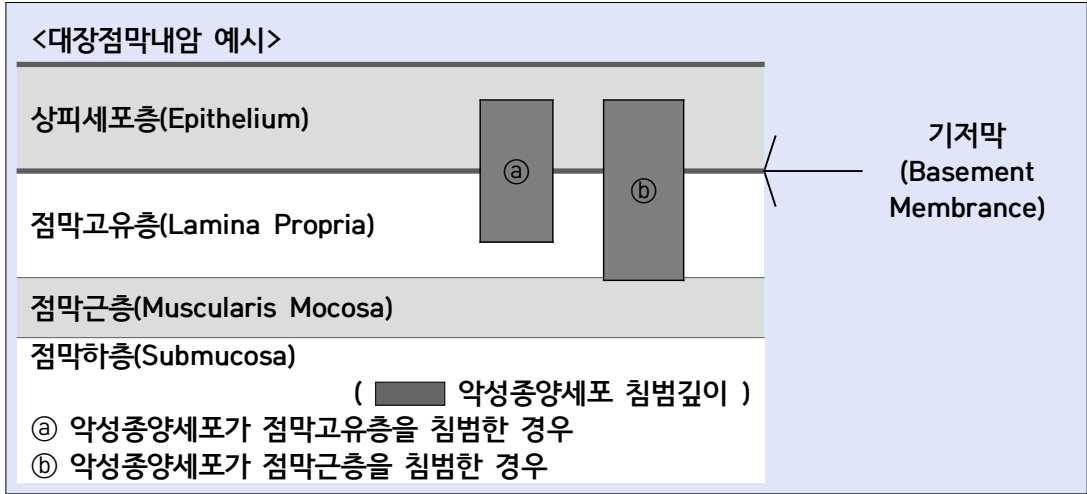 <대장점막내암 예시>
상피세포층(Epithelium)
ⓐ
ⓑ
기저막
(Basement
Membrance)
점막고유층(Lamina Propria)
점막근층(Muscularis Mocosa)
점막하층(Submucosa)
( 악성종양세포 침범깊이 )
ⓐ 악성종양세포가 점막고유층을 침범한 경우
ⓑ 악성종양세포가 점막근층을 침범한 경우